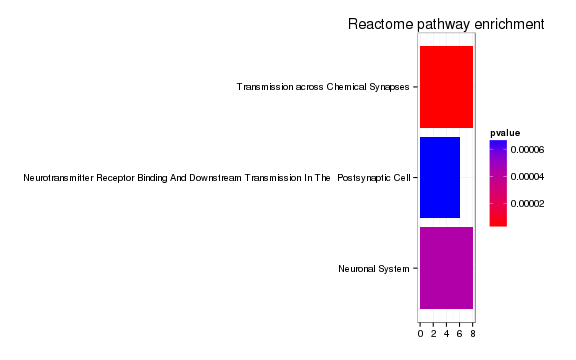 Reactome pathway enrichment
Transmission across Chemical Synapses
Neurotransmitter Receptor Binding And Downstream Transmission In The  Postsynaptic Cell
Neuronal System
0 2 4 6 8
pvalue
0.00006
0.00004
0.00002